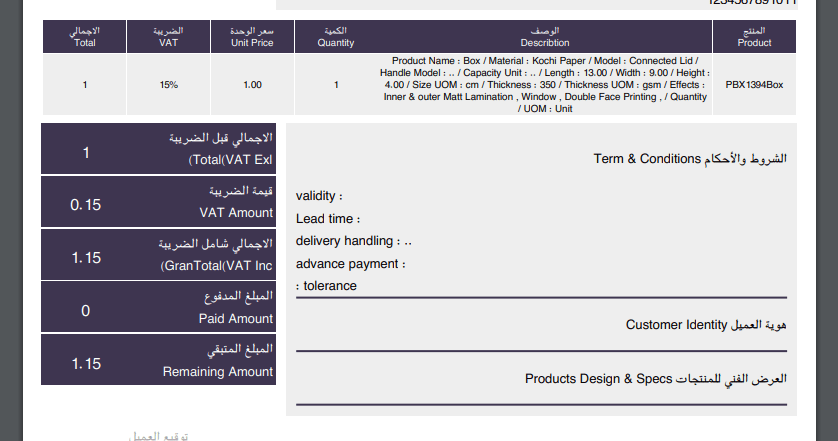 1234567891011
الاجمالي الضريبة سعر الوحدة الكمية الوصف المنتج
Total VAT Unit Price Quantity Describtion Product
1 15% 1.00 1 Product Name : Box / Material : Kochi Paper / Model : Connected Lid / PBX1394Box
Handle Model : .. / Capacity Unit : .. / Length : 13.00 / Width : 9.00 / Height :
4.00 / Size UOM : cm / Thickness : 350 / Thickness UOM : gsm / Effects :
Inner & outer Matt Lamination , Window , Double Face Printing , / Quantity
/ UOM : Unit
الاجمالي قبل الضريبة
(Total(VAT Exl
1
قيمة الضريبة
VAT Amount
0.15
الاجمالي شامل الضريبة
(GranTotal(VAT Inc
1.15
المبلغ المدفوع
Paid Amount
0
المبلغ المتبقي
Remaining Amount
1.15
الشروط والأحكام Term & Conditions
validity :
Lead time :
delivery handling : ..
advance payment :
: tolerance
هوية العميل Customer Identity
العرض الفني للمنتجات Products Design & Specs
توقيع العميل